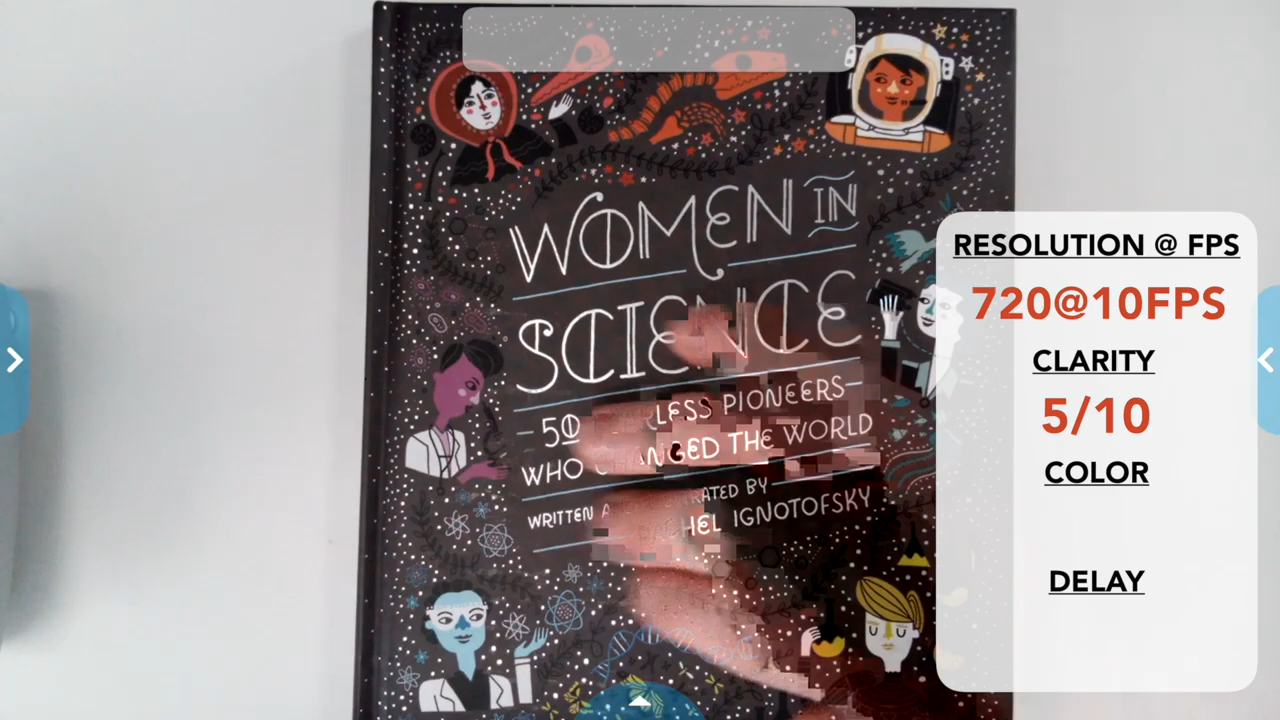 WOMEN IN
SCIENCE
50 LESS PIONEERS
WHO CHANGED THE WORLD
WRITTEN RATED BY
HEL IGNOTOFSKY
RESOLUTION @ FPS
720@10FPS
CLARITY
5/10
COLOR
DELAY